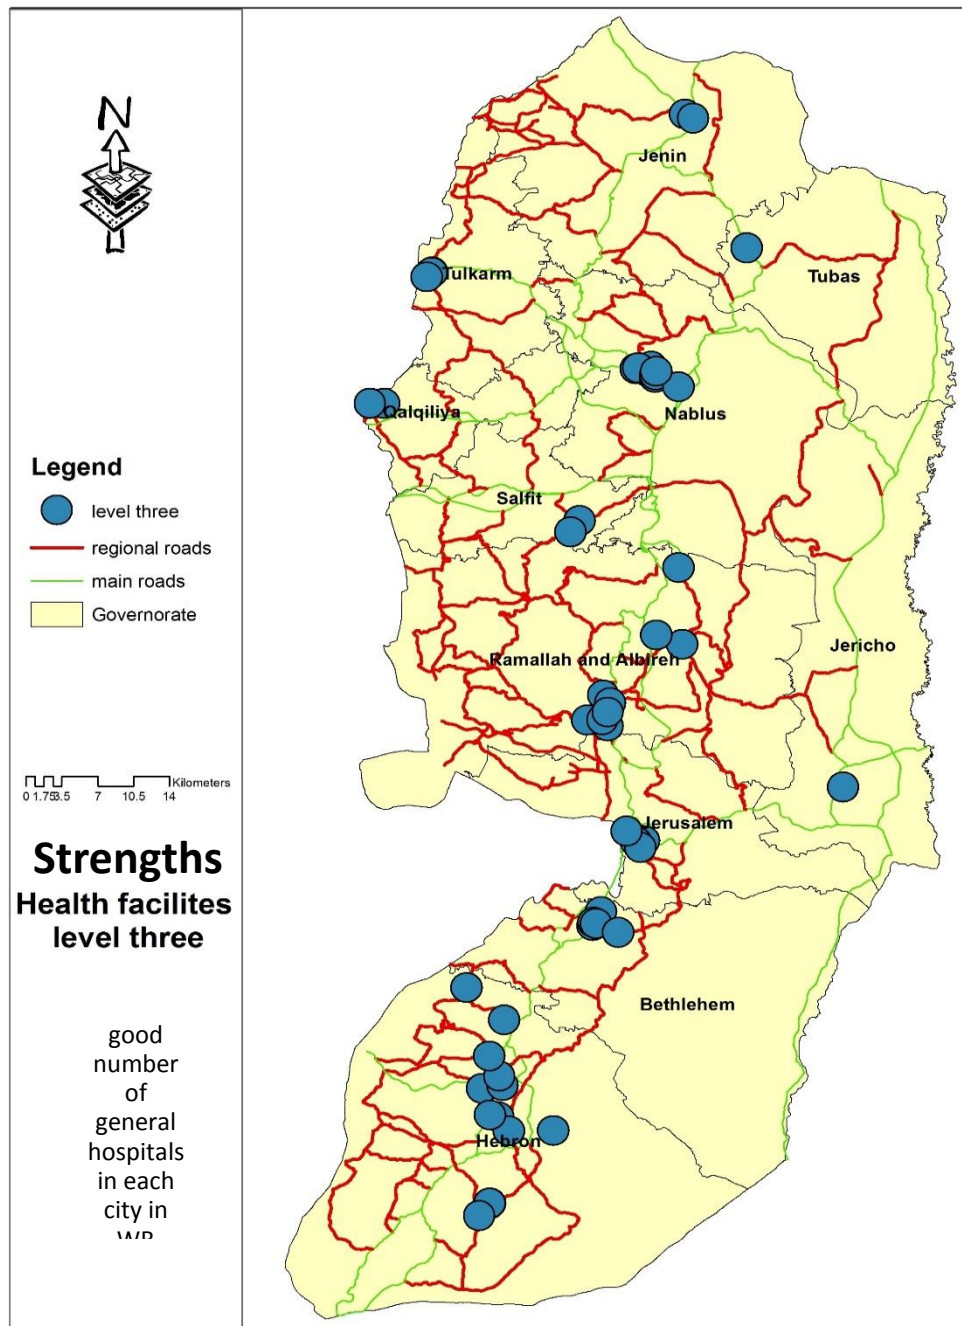 N
Jenin
Tubas
Tulkarm
Nablus
Qalqiliya
Salfit
Jericho
Ramallah and Albireh
Jerusalem
Bethlehem
Hebron
Legend
level three
regional roads
main roads
Governorate
Kilometers
0 1.75 3.5 7 10.5 14
Strengths
Health facilites
level three
good
number
of
general
hospitals
in each
city in